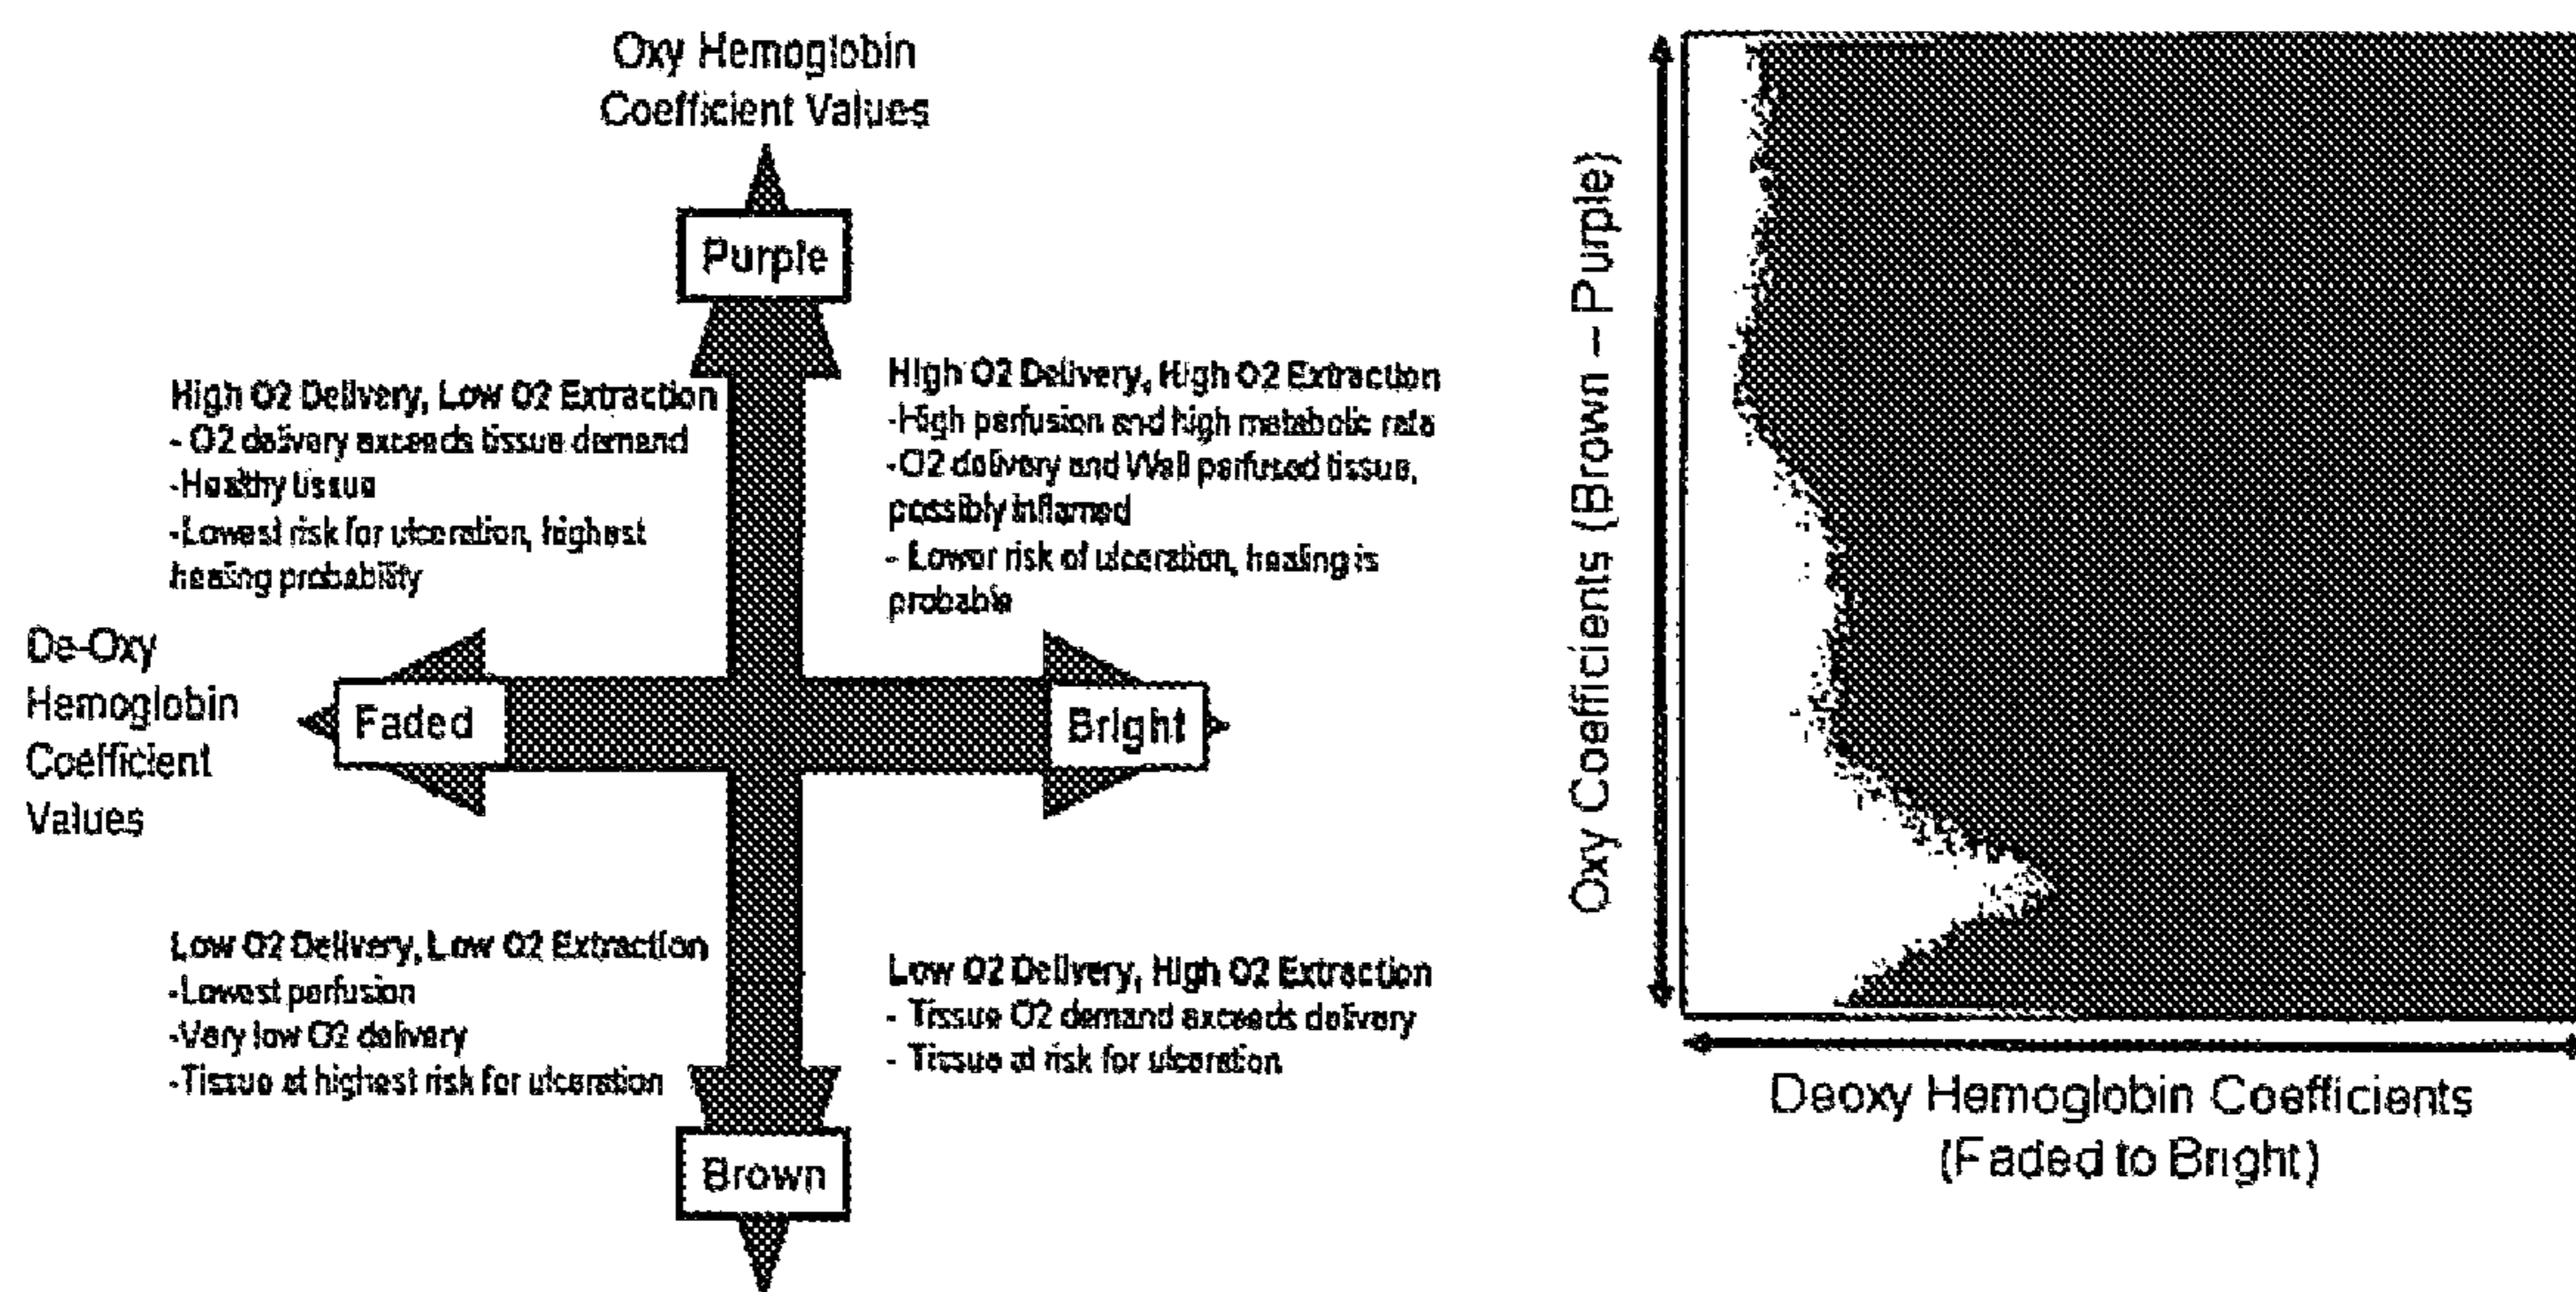 Oxy Hemoglobin
Coefficient Values
Purple
High O2 Delivery, Low O2 Extraction
- O2 delivery exceeds tissue demand
-Healthy tissue
-Lowest risk for ulceration, highest
healing probability
High O2 Delivery, High O2 Extraction
-High perfusion and high metabolic rate
-O2 delivery and Well perfused tissue,
possibly inflamed
- Lower risk of ulceration, healing is
probable
De-Oxy
Hemoglobin
Coefficient
Values
Faded
Bright
Low O2 Delivery, Low O2 Extraction
-Lowest perfusion
-Very low O2 delivery
-Tissue at highest risk for ulceration
Low O2 Delivery, High O2 Extraction
- Tissue O2 demand exceeds delivery
- Tissue at risk for ulceration
Brown
Oxy Coefficients (Brown – Purple)
Deoxy Hemoglobin Coefficients
(Faded to Bright)